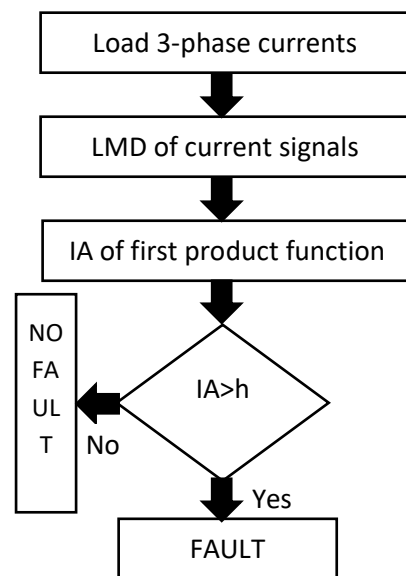 Load 3-phase currents
LMD of current signals
IA of first product function
IA>h
NO
FA
UL
T
No
Yes
FAULT